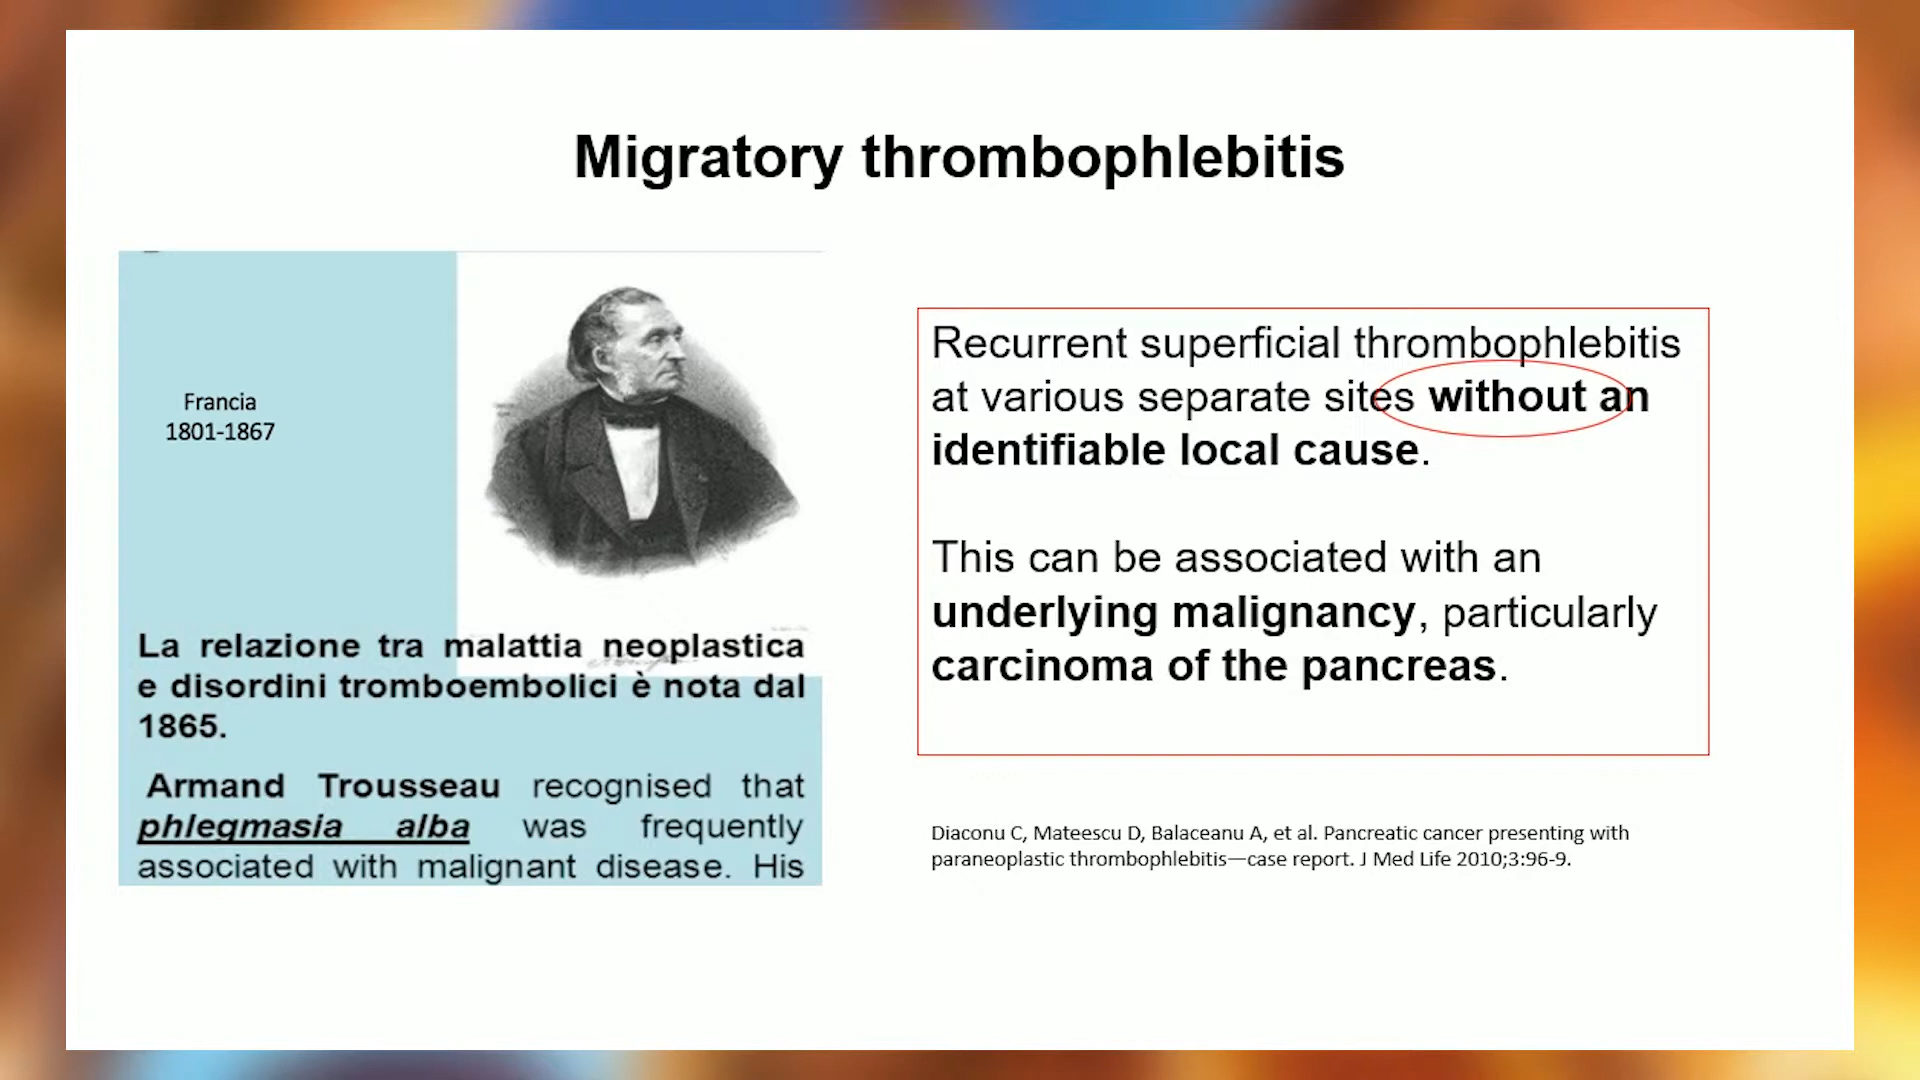 Migratory thrombophlebitis
Francia
1801-1867
La relazione tra malattia neoplastica
e disordini tromboembolici è nota dal
1865.
Armand Trousseau recognised that
phlegmasia alba was frequently
associated with malignant disease. His
Recurrent superficial thrombophlebitis
at various separate sites without an
identifiable local cause.
This can be associated with an
underlying malignancy, particularly
carcinoma of the pancreas.
Diaconu C, Mateescu D, Balaceanu A, et al. Pancreatic cancer presenting with
paraneoplastic thrombophlebitis—case report. J Med Life 2010;3:96-9.